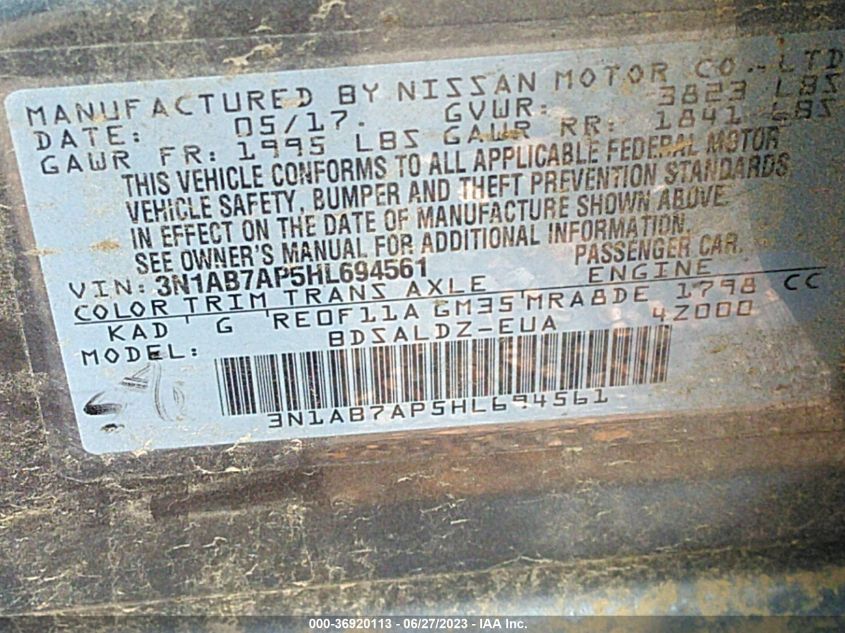 MANUFACTURED BY NISSAN MOTOR CO., LTD
DATE: 05/17. GVWR: 3823 LBS
GAWR FR: 1995 LBS GAWR RR: 1841 LBS
THIS VEHICLE CONFORMS TO ALL APPLICABLE FEDERAL MOTOR
VEHICLE SAFETY, BUMPER AND THEFT PREVENTION STANDARDS
IN EFFECT ON THE DATE OF MANUFACTURE SHOWN ABOVE.
SEE OWNER'S MANUAL FOR ADDITIONAL INFORMATION.
VIN: 3N1AB7AP5HL694561 PASSENGER CAR.
COLOR TRIM TRANS AXLE ENGINE
KAD G RE0F11A GM35 MRA8DE 1798 CC
MODEL: BDSALDZ-EUA 4Z000
3N1AB7AP5HL694561
000-36920113 - 06/27/2023 - IAA Inc.